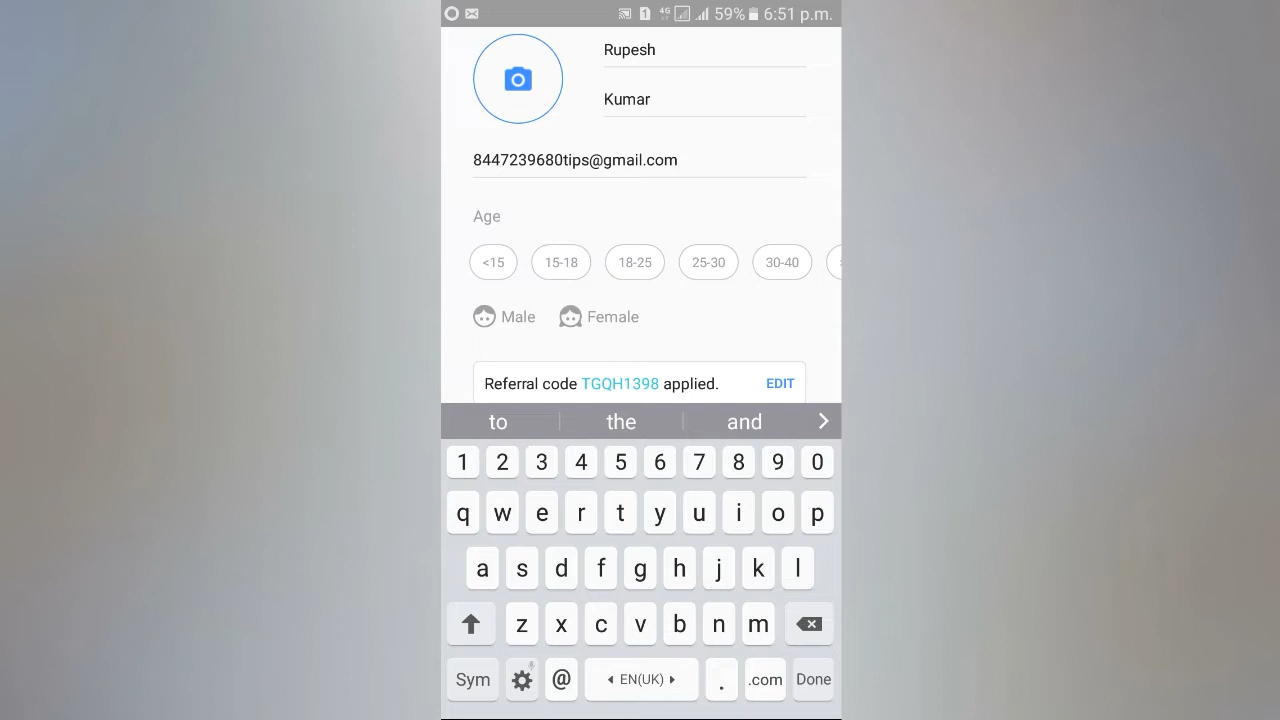 1 4G 59% 6:51 p.m.
Rupesh
Kumar
8447239680tips@gmail.com
Age
<15 15-18 18-25 25-30 30-40
Male Female
Referral code TGQH1398 applied. EDIT
to the and
1 2 3 4 5 6 7 8 9 0
q w e r t y u i o p
a s d f g h j k l
z x c v b n m
Sym @ EN(UK) . .com Done